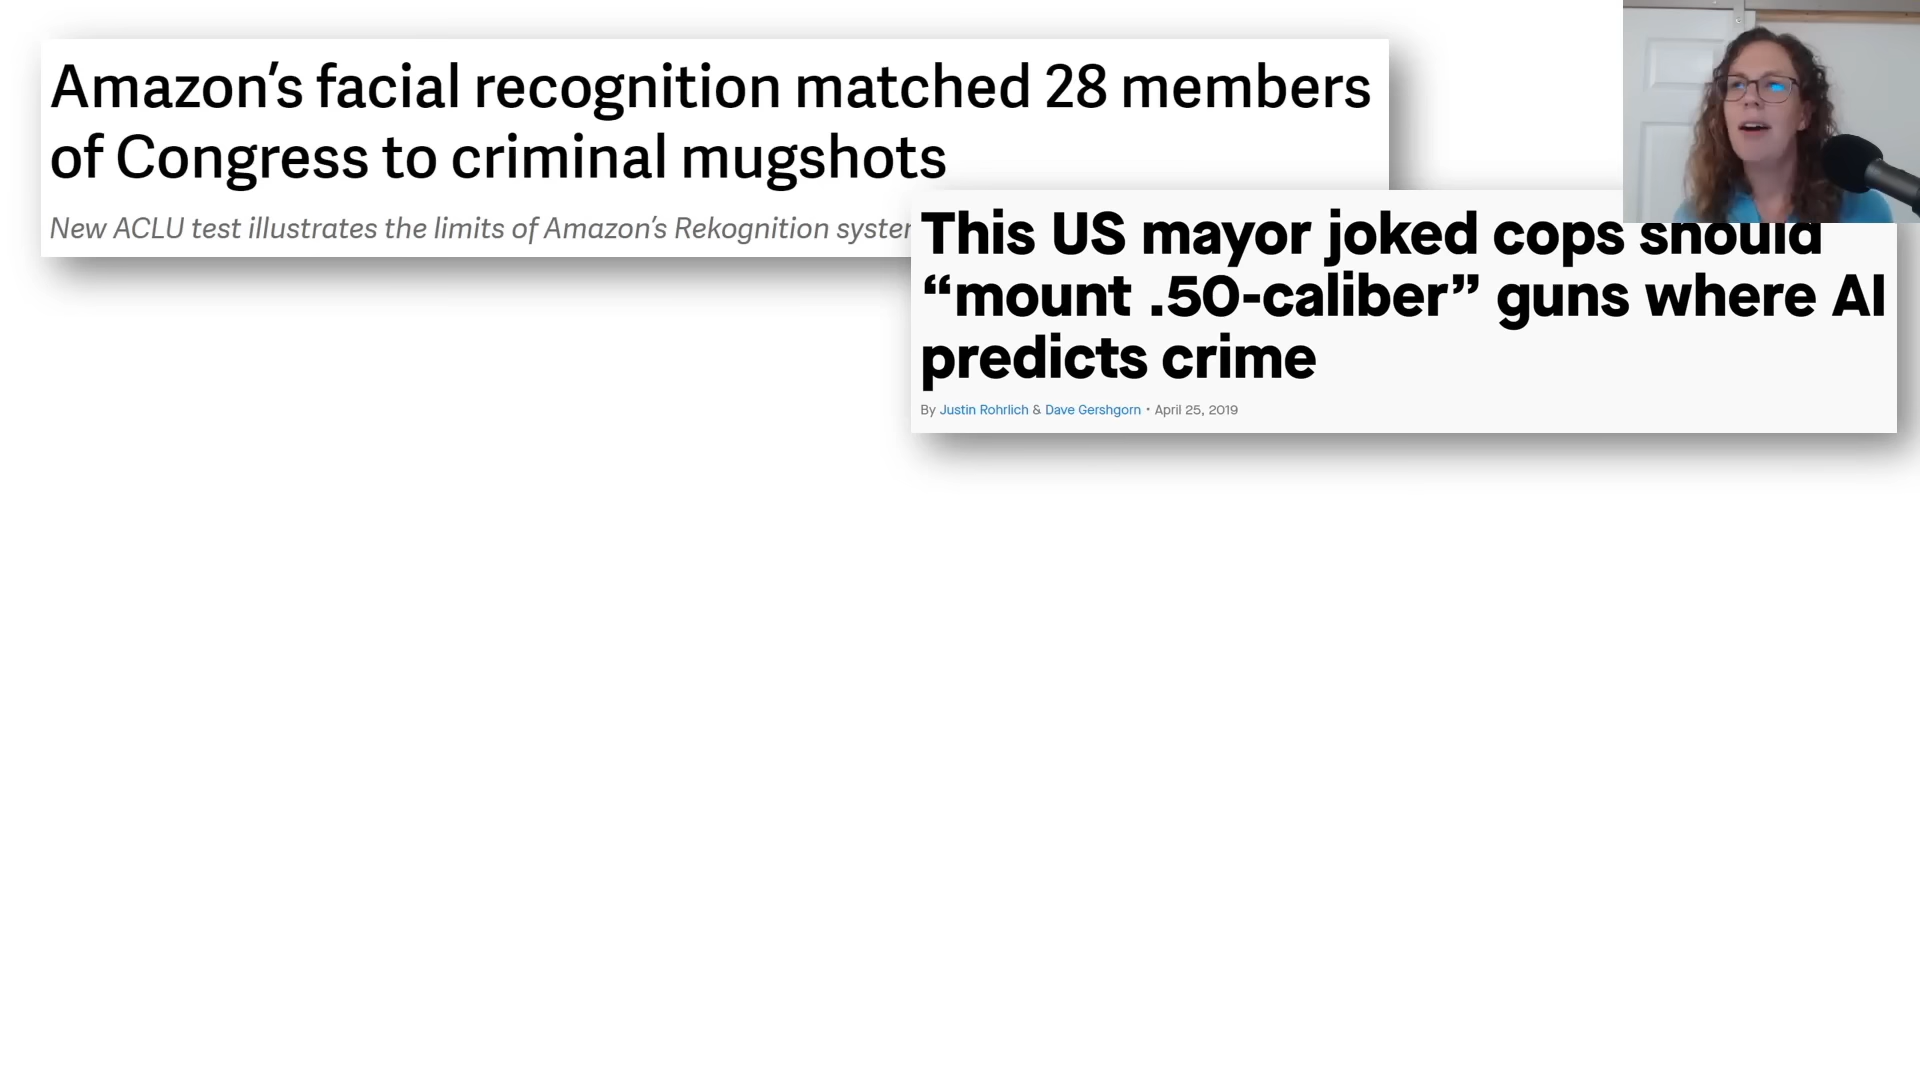 Amazon’s facial recognition matched 28 members
of Congress to criminal mugshots
New ACLU test illustrates the limits of Amazon’s Rekognition
This US mayor joked cops should
“mount .50-caliber” guns where AI
predicts crime
By Justin Rohrlich & Dave Gershgorn • April 25, 2019